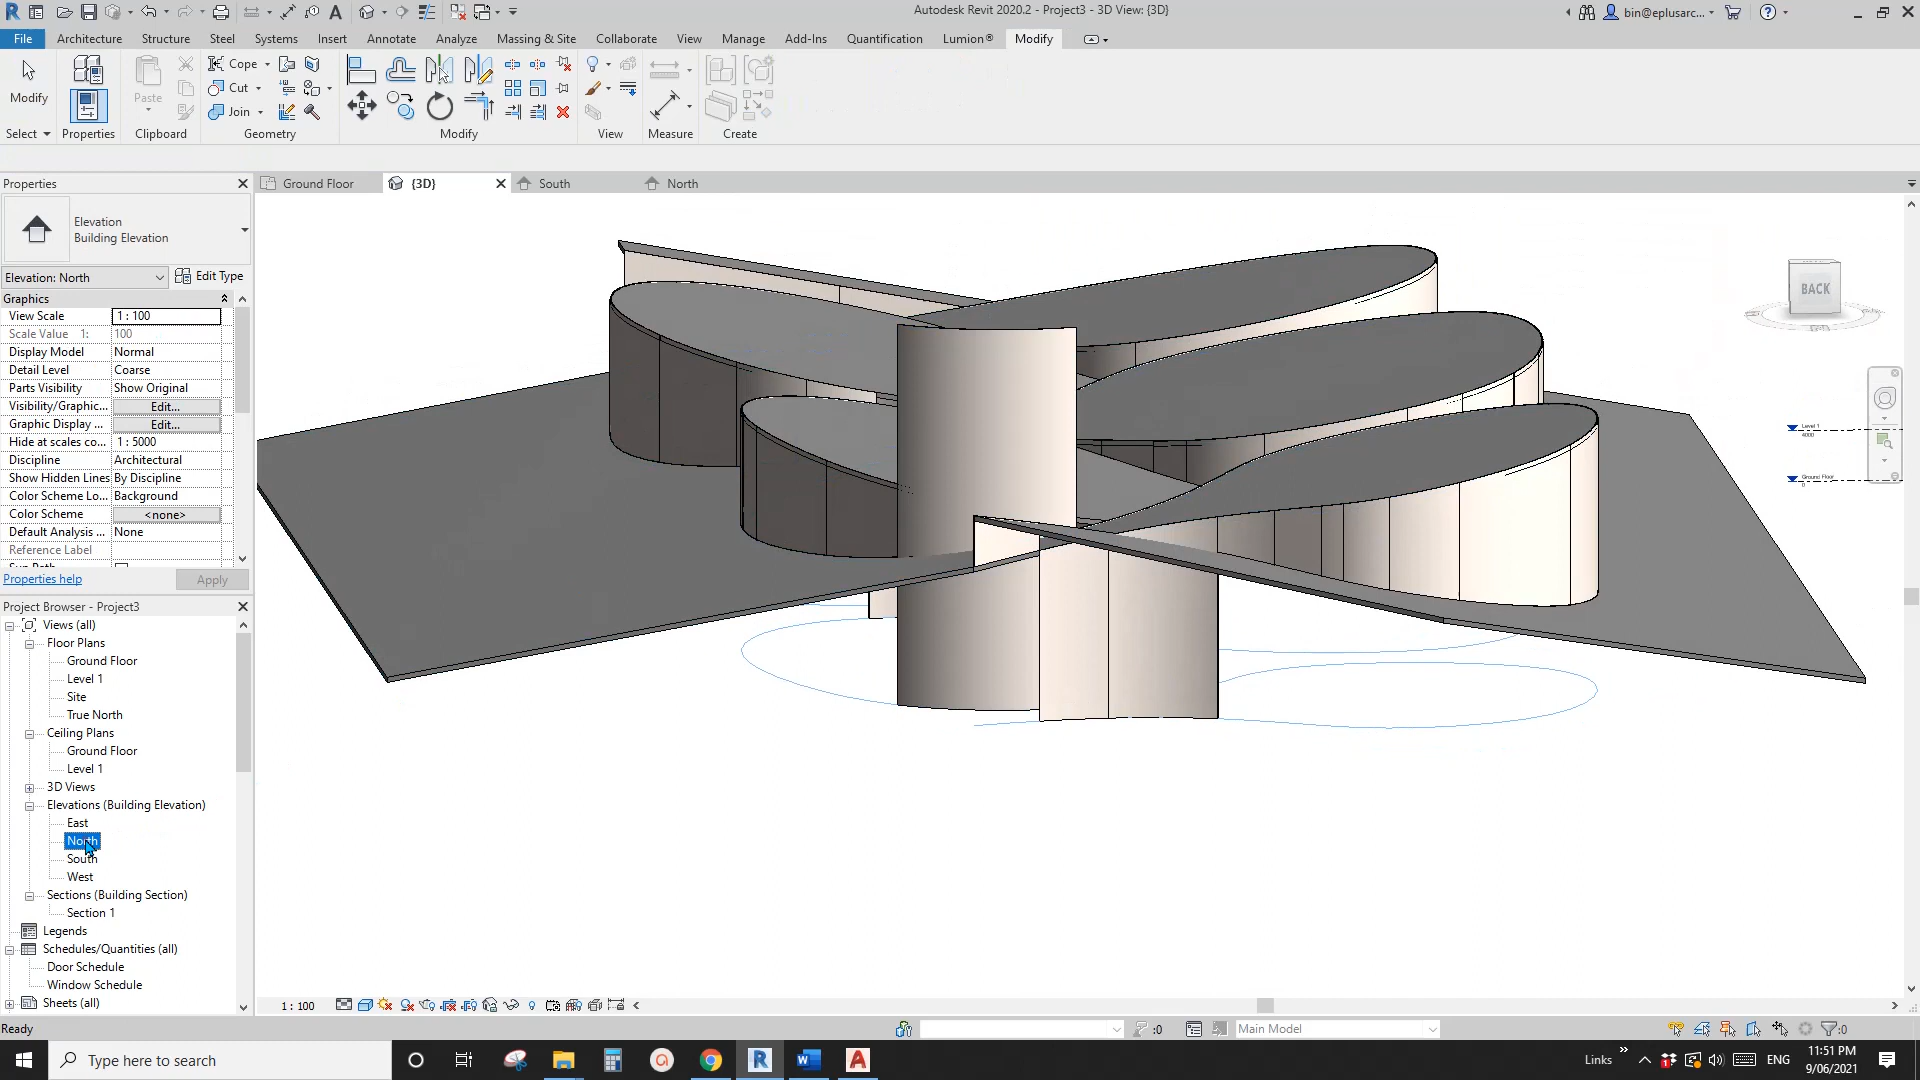 Autodesk Revit 2020.2 - Project3 - 3D View: {3D}
bin@eplusarc...
File Architecture Structure Steel Systems Insert Annotate Analyze Massing & Site Collaborate View Manage Add-Ins Quantification Lumion® Modify
Modify
Paste
Cope
Cut
Join
Select Properties Clipboard Geometry Modify View Measure Create
Properties
Ground Floor {3D} South North
Elevation
Building Elevation
Elevation: North Edit Type
Graphics
View Scale 1 : 100
Scale Value 1: 100
Display Model Normal
Detail Level Coarse
Parts Visibility Show Original
Visibility/Graphic... Edit...
Graphic Display ... Edit...
Hide at scales co... 1 : 5000
Discipline Architectural
Show Hidden Lines By Discipline
Color Scheme Lo... Background
Color Scheme <none>
Default Analysis ... None
Reference Label
Properties help Apply
BACK
Level 1
4000
Ground Floor
0
Project Browser - Project3
Views (all)
Floor Plans
Ground Floor
Level 1
Site
True North
Ceiling Plans
Ground Floor
Level 1
3D Views
Elevations (Building Elevation)
East
North
South
West
Sections (Building Section)
Section 1
Legends
Schedules/Quantities (all)
Door Schedule
Window Schedule
Sheets (all)
1 : 100
Ready
:0
Main Model
:0
Type here to search
Links
ENG
11:51 PM
9/06/2021